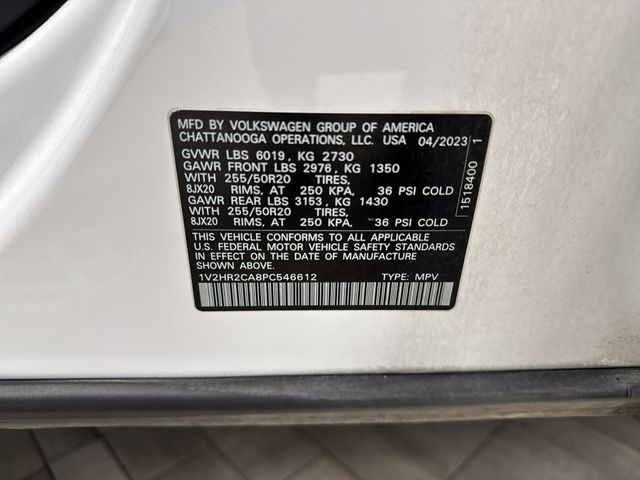 MFD BY VOLKSWAGEN GROUP OF AMERICA
CHATTANOOGA OPERATIONS, LLC. USA 04/2023
GVWR LBS 6019, KG 2730
GAWR FRONT LBS 2976, KG 1350
WITH 255/50R20 TIRES,
8JX20 RIMS, AT 250 KPA, 36 PSI COLD
GAWR REAR LBS 3153, KG 1430
WITH 255/50R20 TIRES,
8JX20 RIMS, AT 250 KPA, 36 PSI COLD
THIS VEHICLE CONFORMS TO ALL APPLICABLE
U.S. FEDERAL MOTOR VEHICLE SAFETY STANDARDS
IN EFFECT ON THE DATE OF MANUFACTURE
SHOWN ABOVE.
1V2HR2CA8PC546612 TYPE: MPV
1518400 1